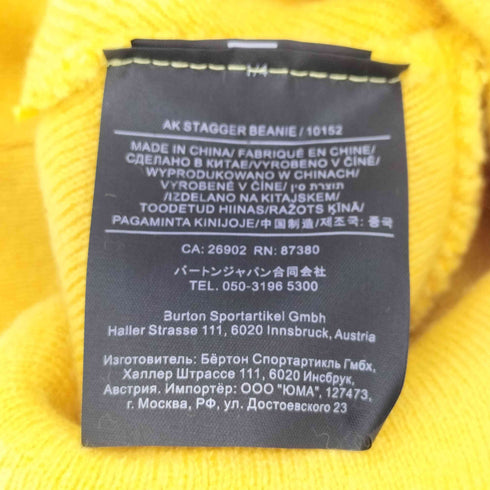 AK STAGGER BEANIE / 10152
MADE IN CHINA/ FABRIQUÉ EN CHINE/
СДЕЛАНО В КИТАЕ/VYROBENO V ČÍNĚ/
WYPRODUKOWANO W CHINACH/
VYROBENÉ V ČÍNE/ תוצרת סין
/IZDELANO NA KITAJSKEM/
TOODETUD HIINAS/RAŽOTS ĶĪNĀ/
PAGAMINTA KINIJOJE/中国制造/제조국: 중국
CA: 26902 RN: 87380
バートンジャパン合同会社
TEL. 050-3196 5300
Burton Sportartikel GmbH
Haller Strasse 111, 6020 Innsbruck, Austria
Изготовитель: Бёртон Спортартикль Гмбх,
Халлер Штрассе 111, 6020 Инсбрук,
Австрия. Импортёр: ООО "ЮМА", 127473,
г. Москва, РФ, ул. Достоевского 23